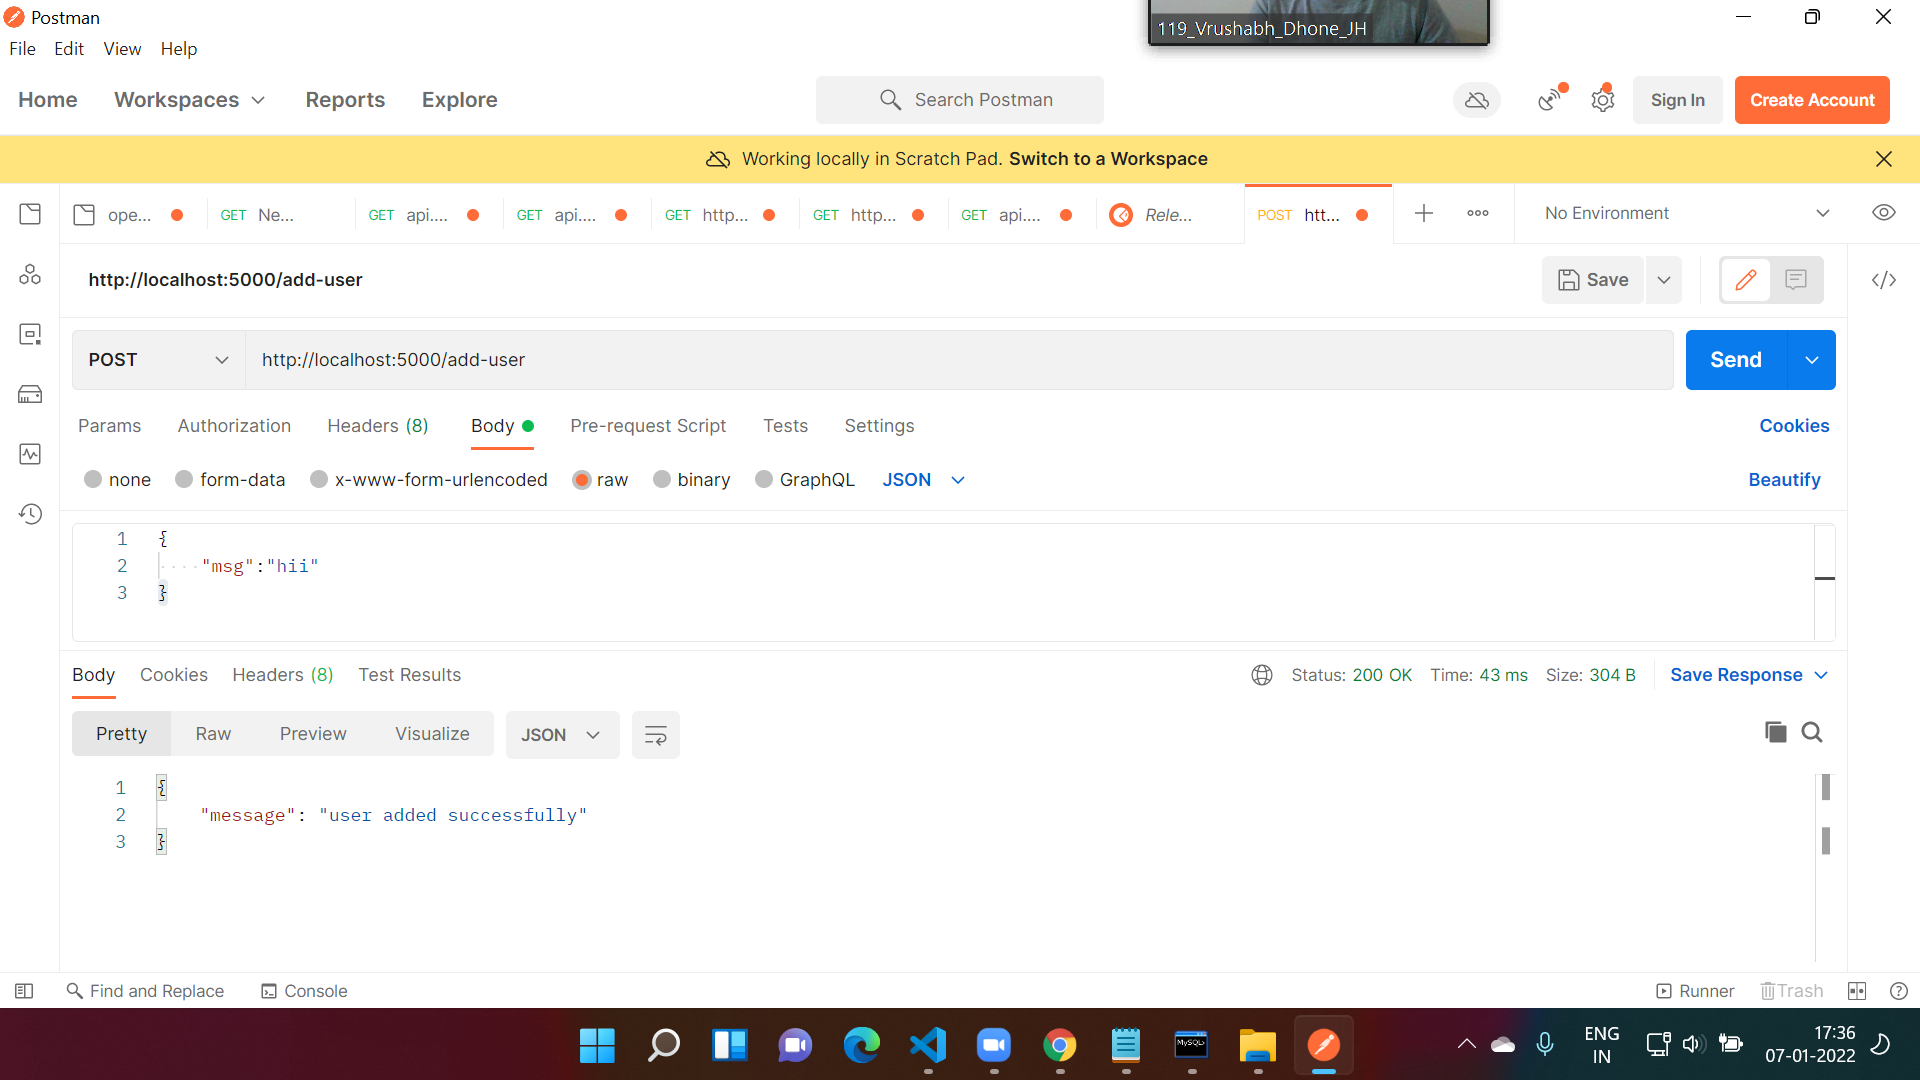 Postman
119_Vrushabh_Dhone_JH
File Edit View Help
Home Workspaces Reports Explore Search Postman Sign In Create Account
Working locally in Scratch Pad. Switch to a Workspace
ope... GET Ne... GET api.... GET api.... GET http... GET http... GET api.... Rele... POST htt... No Environment
http://localhost:5000/add-user Save
POST http://localhost:5000/add-user Send
Params Authorization Headers (8) Body Pre-request Script Tests Settings Cookies
none form-data x-www-form-urlencoded raw binary GraphQL JSON Beautify
1 {
2 "msg":"hii"
3 }
Body Cookies Headers (8) Test Results Status: 200 OK Time: 43 ms Size: 304 B Save Response
Pretty Raw Preview Visualize JSON
1 {
2 "message": "user added successfully"
3 }
Find and Replace Console Runner Trash
MySQL>
ENG
IN
17:36
07-01-2022